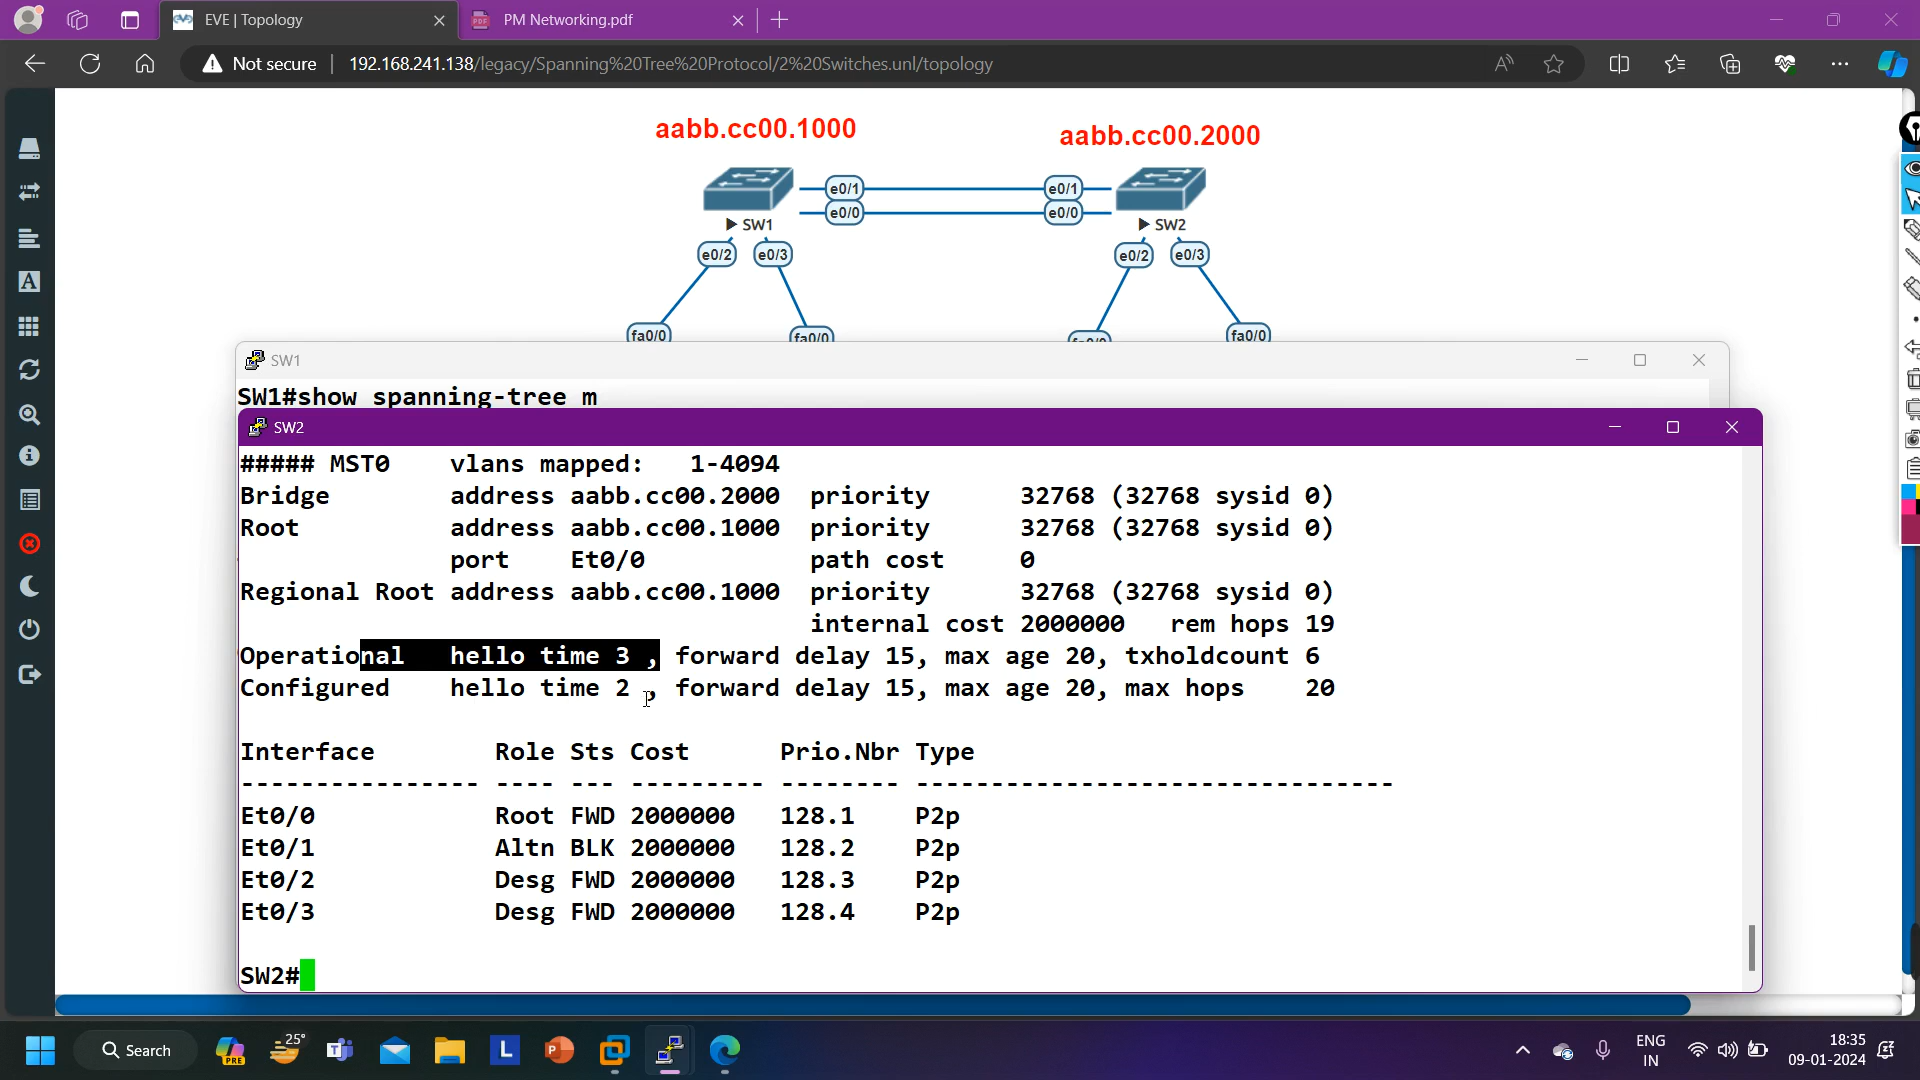 EVE | Topology
PM Networking.pdf
Not secure
192.168.241.138/legacy/Spanning%20Tree%20Protocol/2%20Switches.unl/topology
aabb.cc00.1000
aabb.cc00.2000
e0/1
e0/1
e0/0
e0/0
SW1
SW2
e0/2
e0/3
e0/2
e0/3
fa0/0
fa0/0
fa0/0
fa0/0
SW1
SW1#show spanning-tree m
SW2
##### MST0 vlans mapped: 1-4094
Bridge address aabb.cc00.2000 priority 32768 (32768 sysid 0)
Root address aabb.cc00.1000 priority 32768 (32768 sysid 0)
port Et0/0 path cost 0
Regional Root address aabb.cc00.1000 priority 32768 (32768 sysid 0)
internal cost 2000000 rem hops 19
Operational hello time 3 , forward delay 15, max age 20, txholdcount 6
Configured hello time 2 , forward delay 15, max age 20, max hops 20
Interface Role Sts Cost Prio.Nbr Type
---------------- ---- --- --------- -------- --------------------------------
Et0/0 Root FWD 2000000 128.1 P2p
Et0/1 Altn BLK 2000000 128.2 P2p
Et0/2 Desg FWD 2000000 128.3 P2p
Et0/3 Desg FWD 2000000 128.4 P2p
SW2#
Search
PRE
25°
L
P
ENG
IN
18:35
09-01-2024